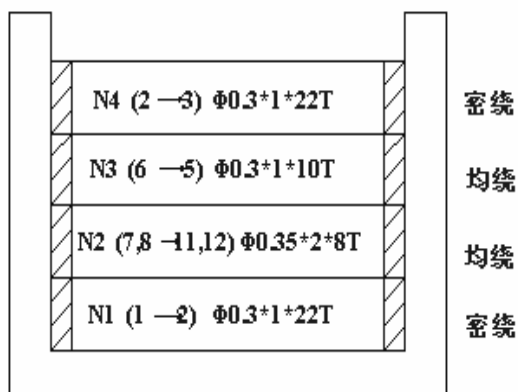 N4 (2 →3) Φ0.3*1*22T 密绕
N3 (6 →5) Φ0.3*1*10T 均绕
N2 (7,8 →11,12) Φ0.35*2*8T 均绕
N1 (1 →2) Φ0.3*1*22T 密绕